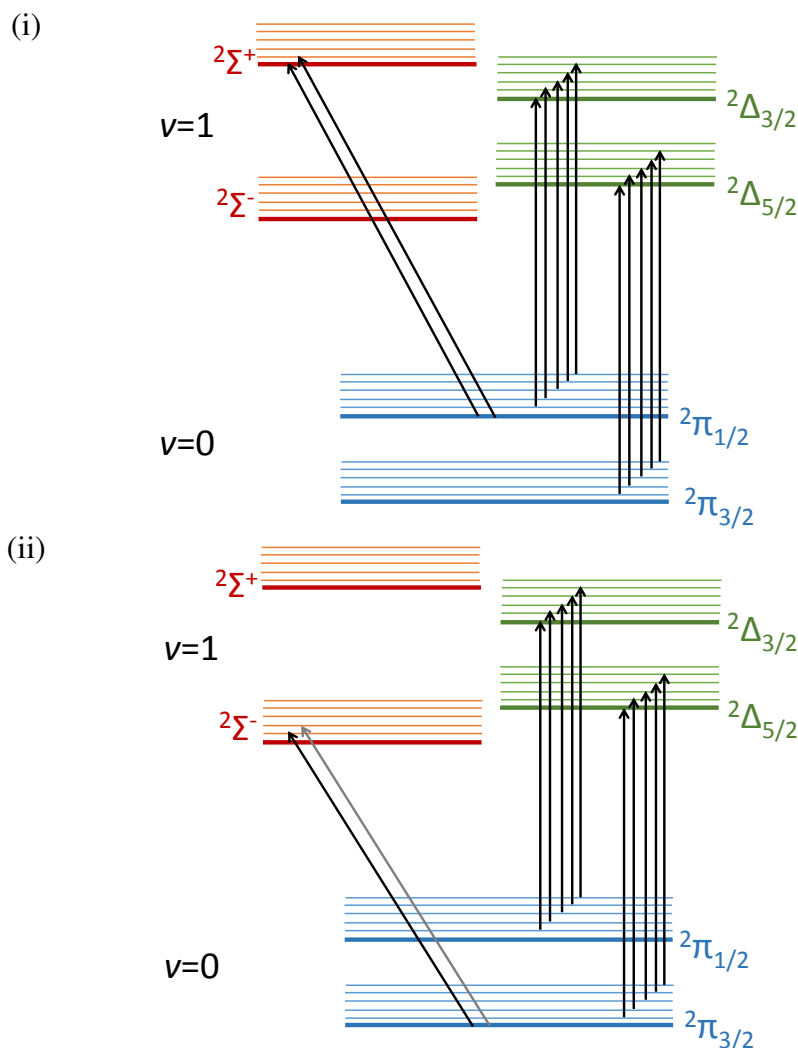 (i)
²Σ⁺
²Δ₃/₂
v=1
²Σ⁻
²Δ₅/₂
²π₁/₂
v=0
²π₃/₂
(ii)
²Σ⁺
²Δ₃/₂
v=1
²Σ⁻
²Δ₅/₂
²π₁/₂
v=0
²π₃/₂